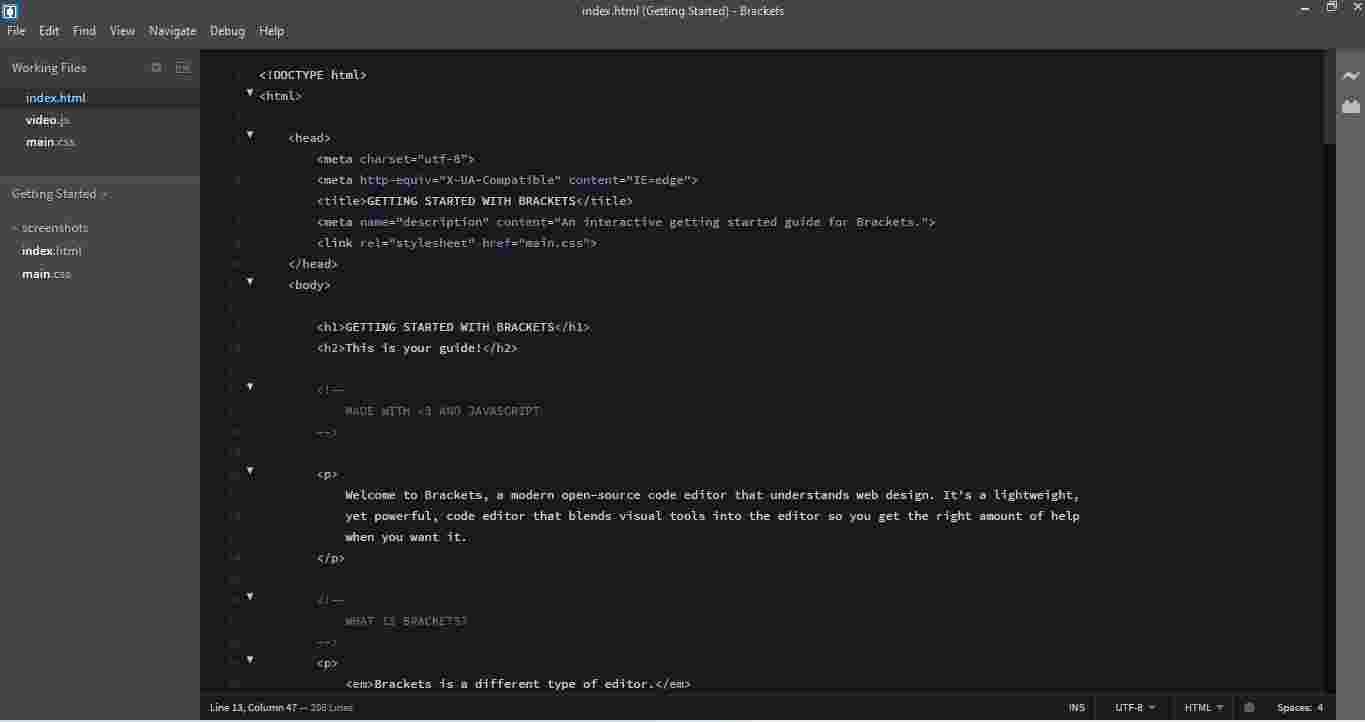 index.html (Getting Started) - Brackets
File Edit Find View Navigate Debug Help
Working Files
index.html
video.js
main.css
Getting Started
screenshots
index.html
main.css
<!DOCTYPE html>
<html>
<head>
<meta charset="utf-8">
<meta http-equiv="X-UA-Compatible" content="IE=edge">
<title>GETTING STARTED WITH BRACKETS</title>
<meta name="description" content="An interactive getting started guide for Brackets.">
<link rel="stylesheet" href="main.css">
</head>
<body>
<h1>GETTING STARTED WITH BRACKETS</h1>
<h2>This is your guide!</h2>
<!--
MADE WITH <3 AND JAVASCRIPT
-->
<p>
Welcome to Brackets, a modern open-source code editor that understands web design. It's a lightweight,
yet powerful, code editor that blends visual tools into the editor so you get the right amount of help
when you want it.
</p>
<!--
WHAT IS BRACKETS?
-->
<p>
<em>Brackets is a different type of editor.</em>
Line 13, Column 47 — Lines
INS UTF-8 HTML Spaces: 4